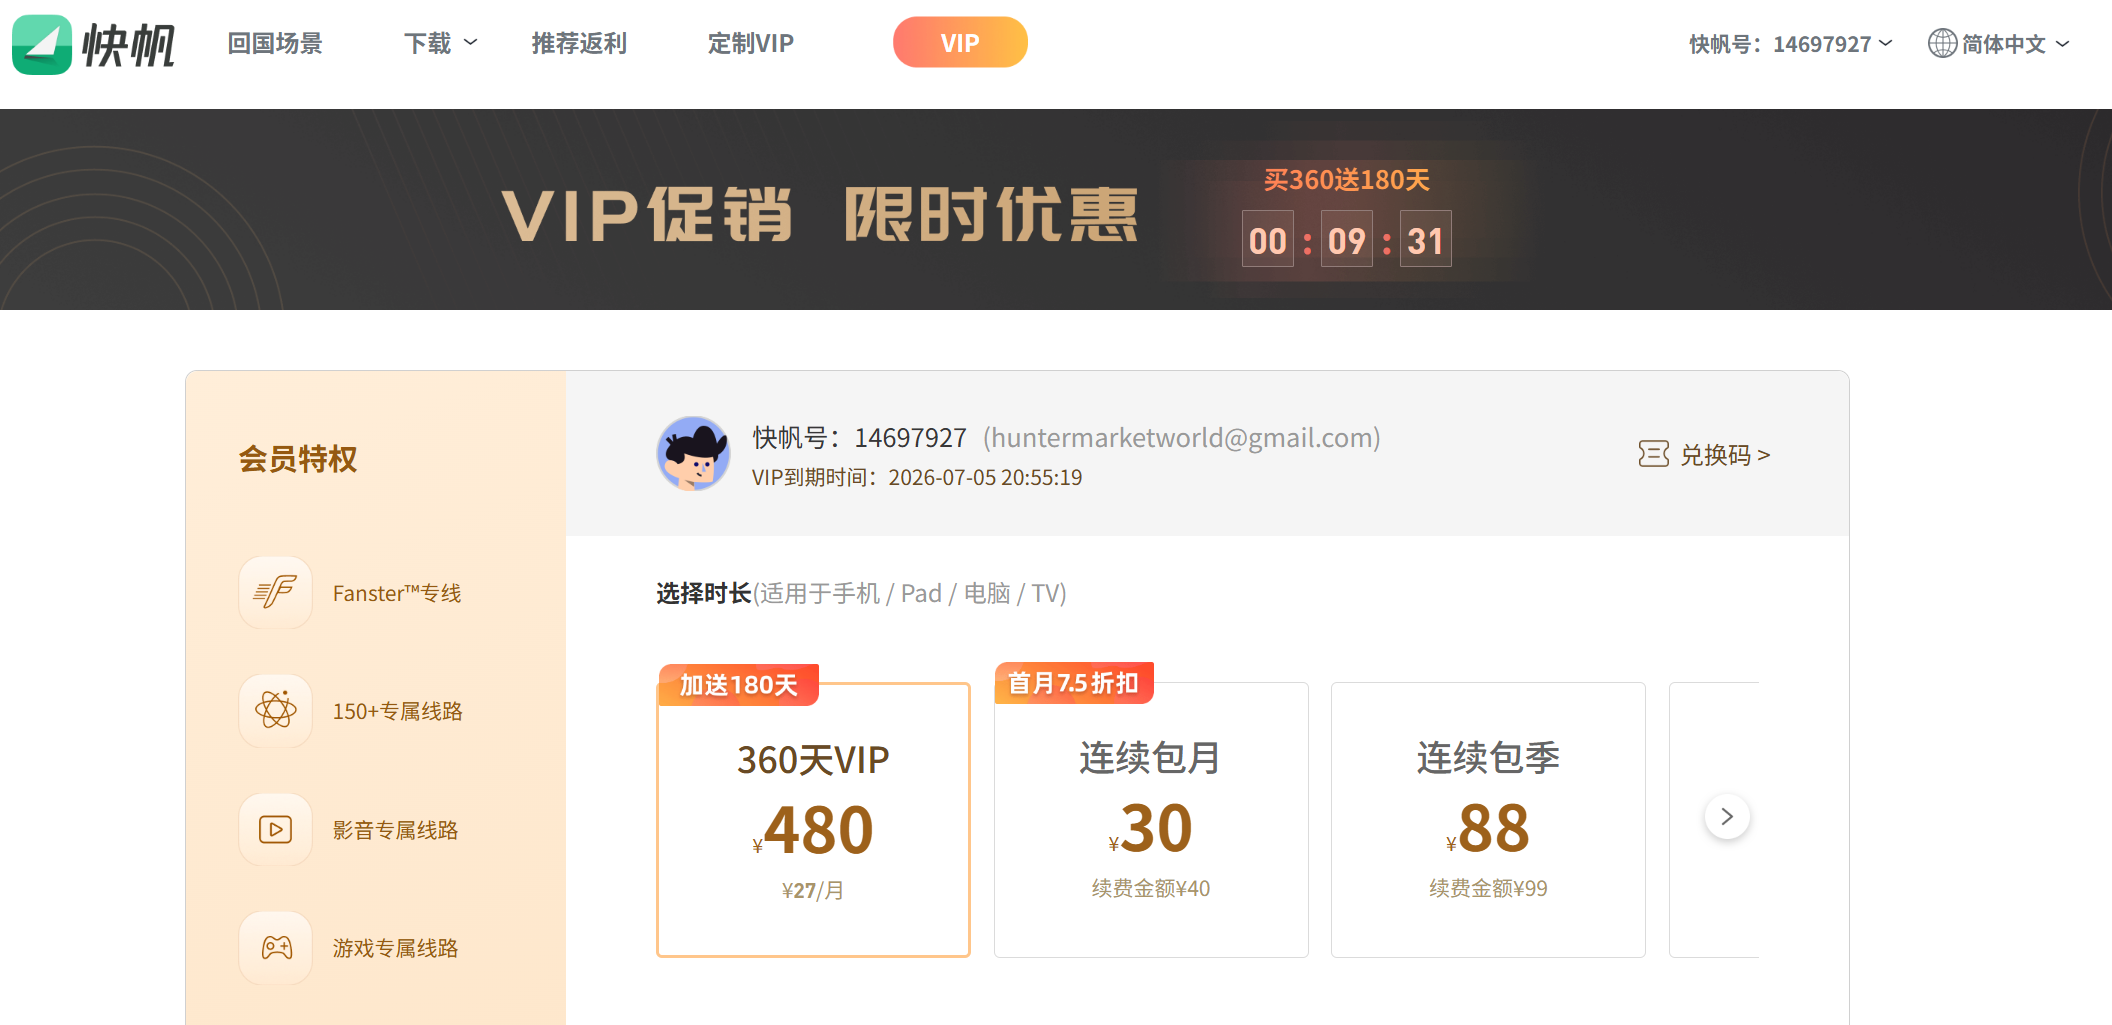 快帆
回国场景
下载
推荐返利
定制VIP
VIP
快帆号：14697927
简体中文
VIP促销 限时优惠
买360送180天
00 : 09 : 31
会员特权
Fanster™专线
150+专属线路
影音专属线路
游戏专属线路
快帆号：14697927 (huntermarketworld@gmail.com)
VIP到期时间：2026-07-05 20:55:19
兑换码 >
选择时长(适用于手机 / Pad / 电脑 / TV)
加送180天
360天VIP
¥480
¥27/月
首月7.5折扣
连续包月
¥30
续费金额¥40
连续包季
¥88
续费金额¥99